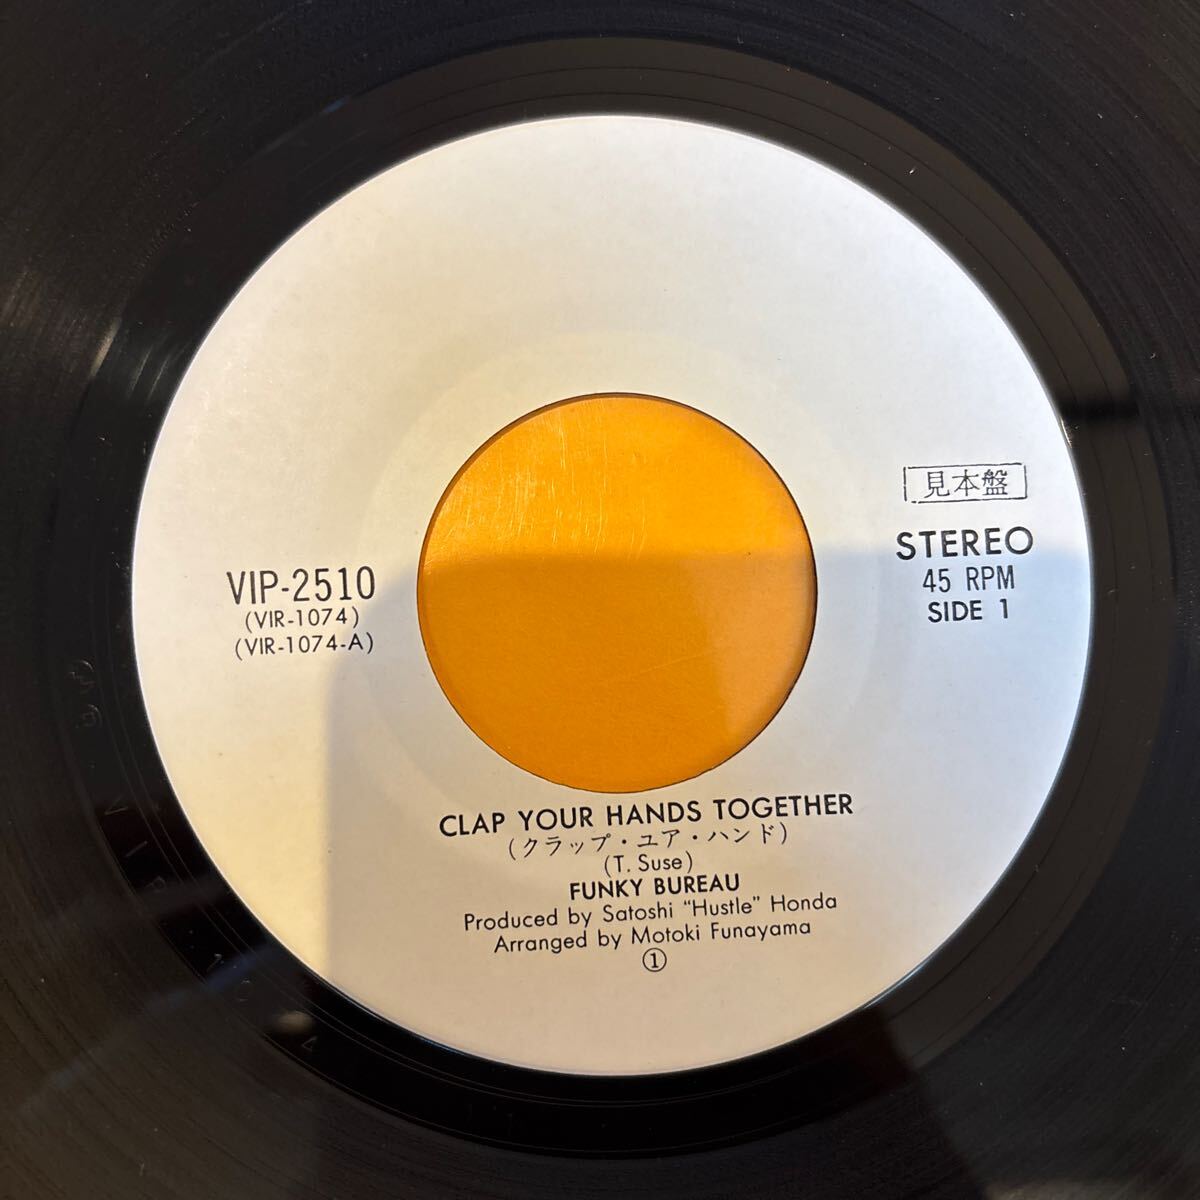 見本盤
STEREO
45 RPM
SIDE 1
VIP-2510
(VIR-1074)
(VIR-1074-A)
CLAP YOUR HANDS TOGETHER
(クラップ・ユア・ハンド)
(T. Suse)
FUNKY BUREAU
Produced by Satoshi "Hustle" Honda
Arranged by Motoki Funayama
①